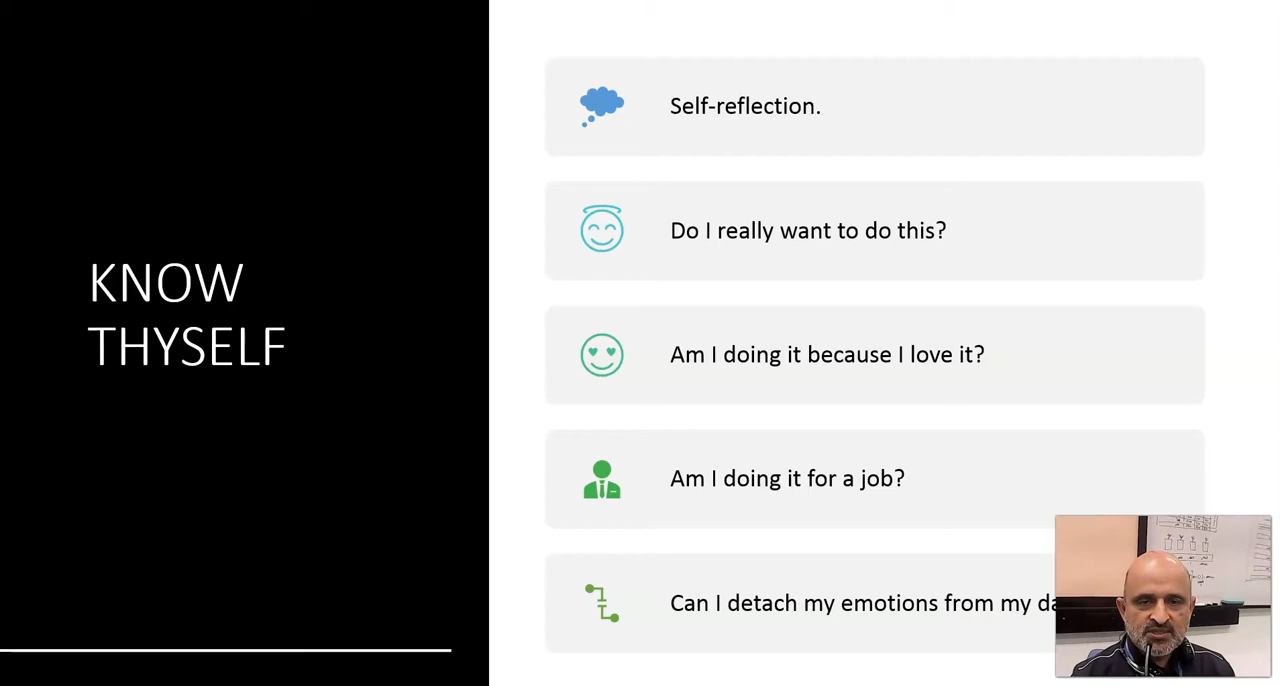 KNOW
THYSELF
Self-reflection.
Do I really want to do this?
Am I doing it because I love it?
Am I doing it for a job?
Can I detach my emotions from my